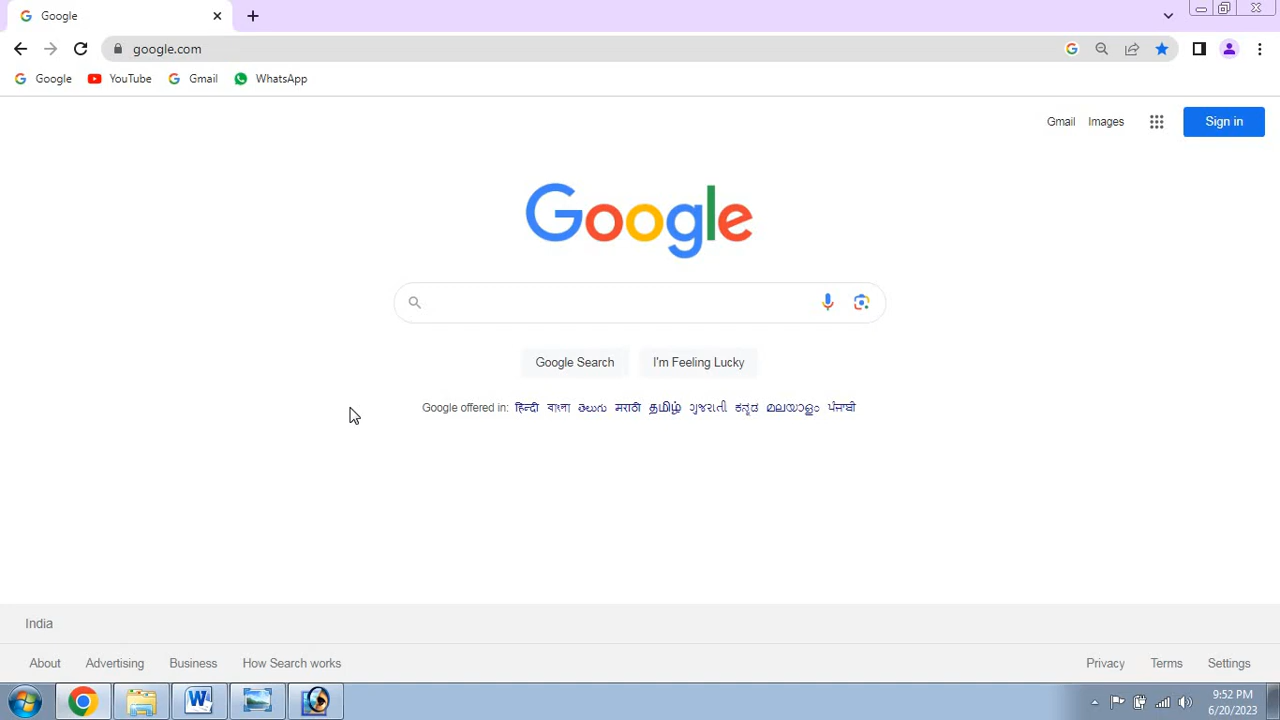 Google
google.com
Google YouTube Gmail WhatsApp
Gmail Images Sign in
Google
Google Search I'm Feeling Lucky
Google offered in: हिन्दी বাংলা తెలుగు मराठी தமிழ் ગુજરાતી ಕನ್ನಡ മലയാളം ਪੰਜਾਬੀ
India
About Advertising Business How Search works Privacy Terms Settings
9:52 PM
6/20/2023